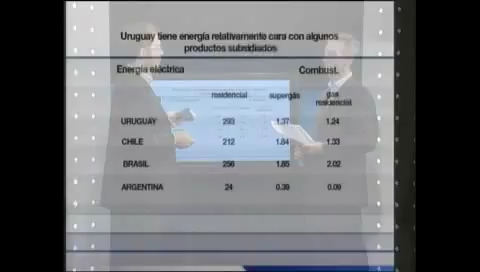 Uruguay tiene energía relativamente cara con algunos
productos subsidiados
Energía eléctrica Combust.
residencial supergás gas
residencial
URUGUAY 293 1.37 1.24
CHILE 212 1.84 1.33
BRASIL 256 1.85 2.02
ARGENTINA 24 0.39 0.09